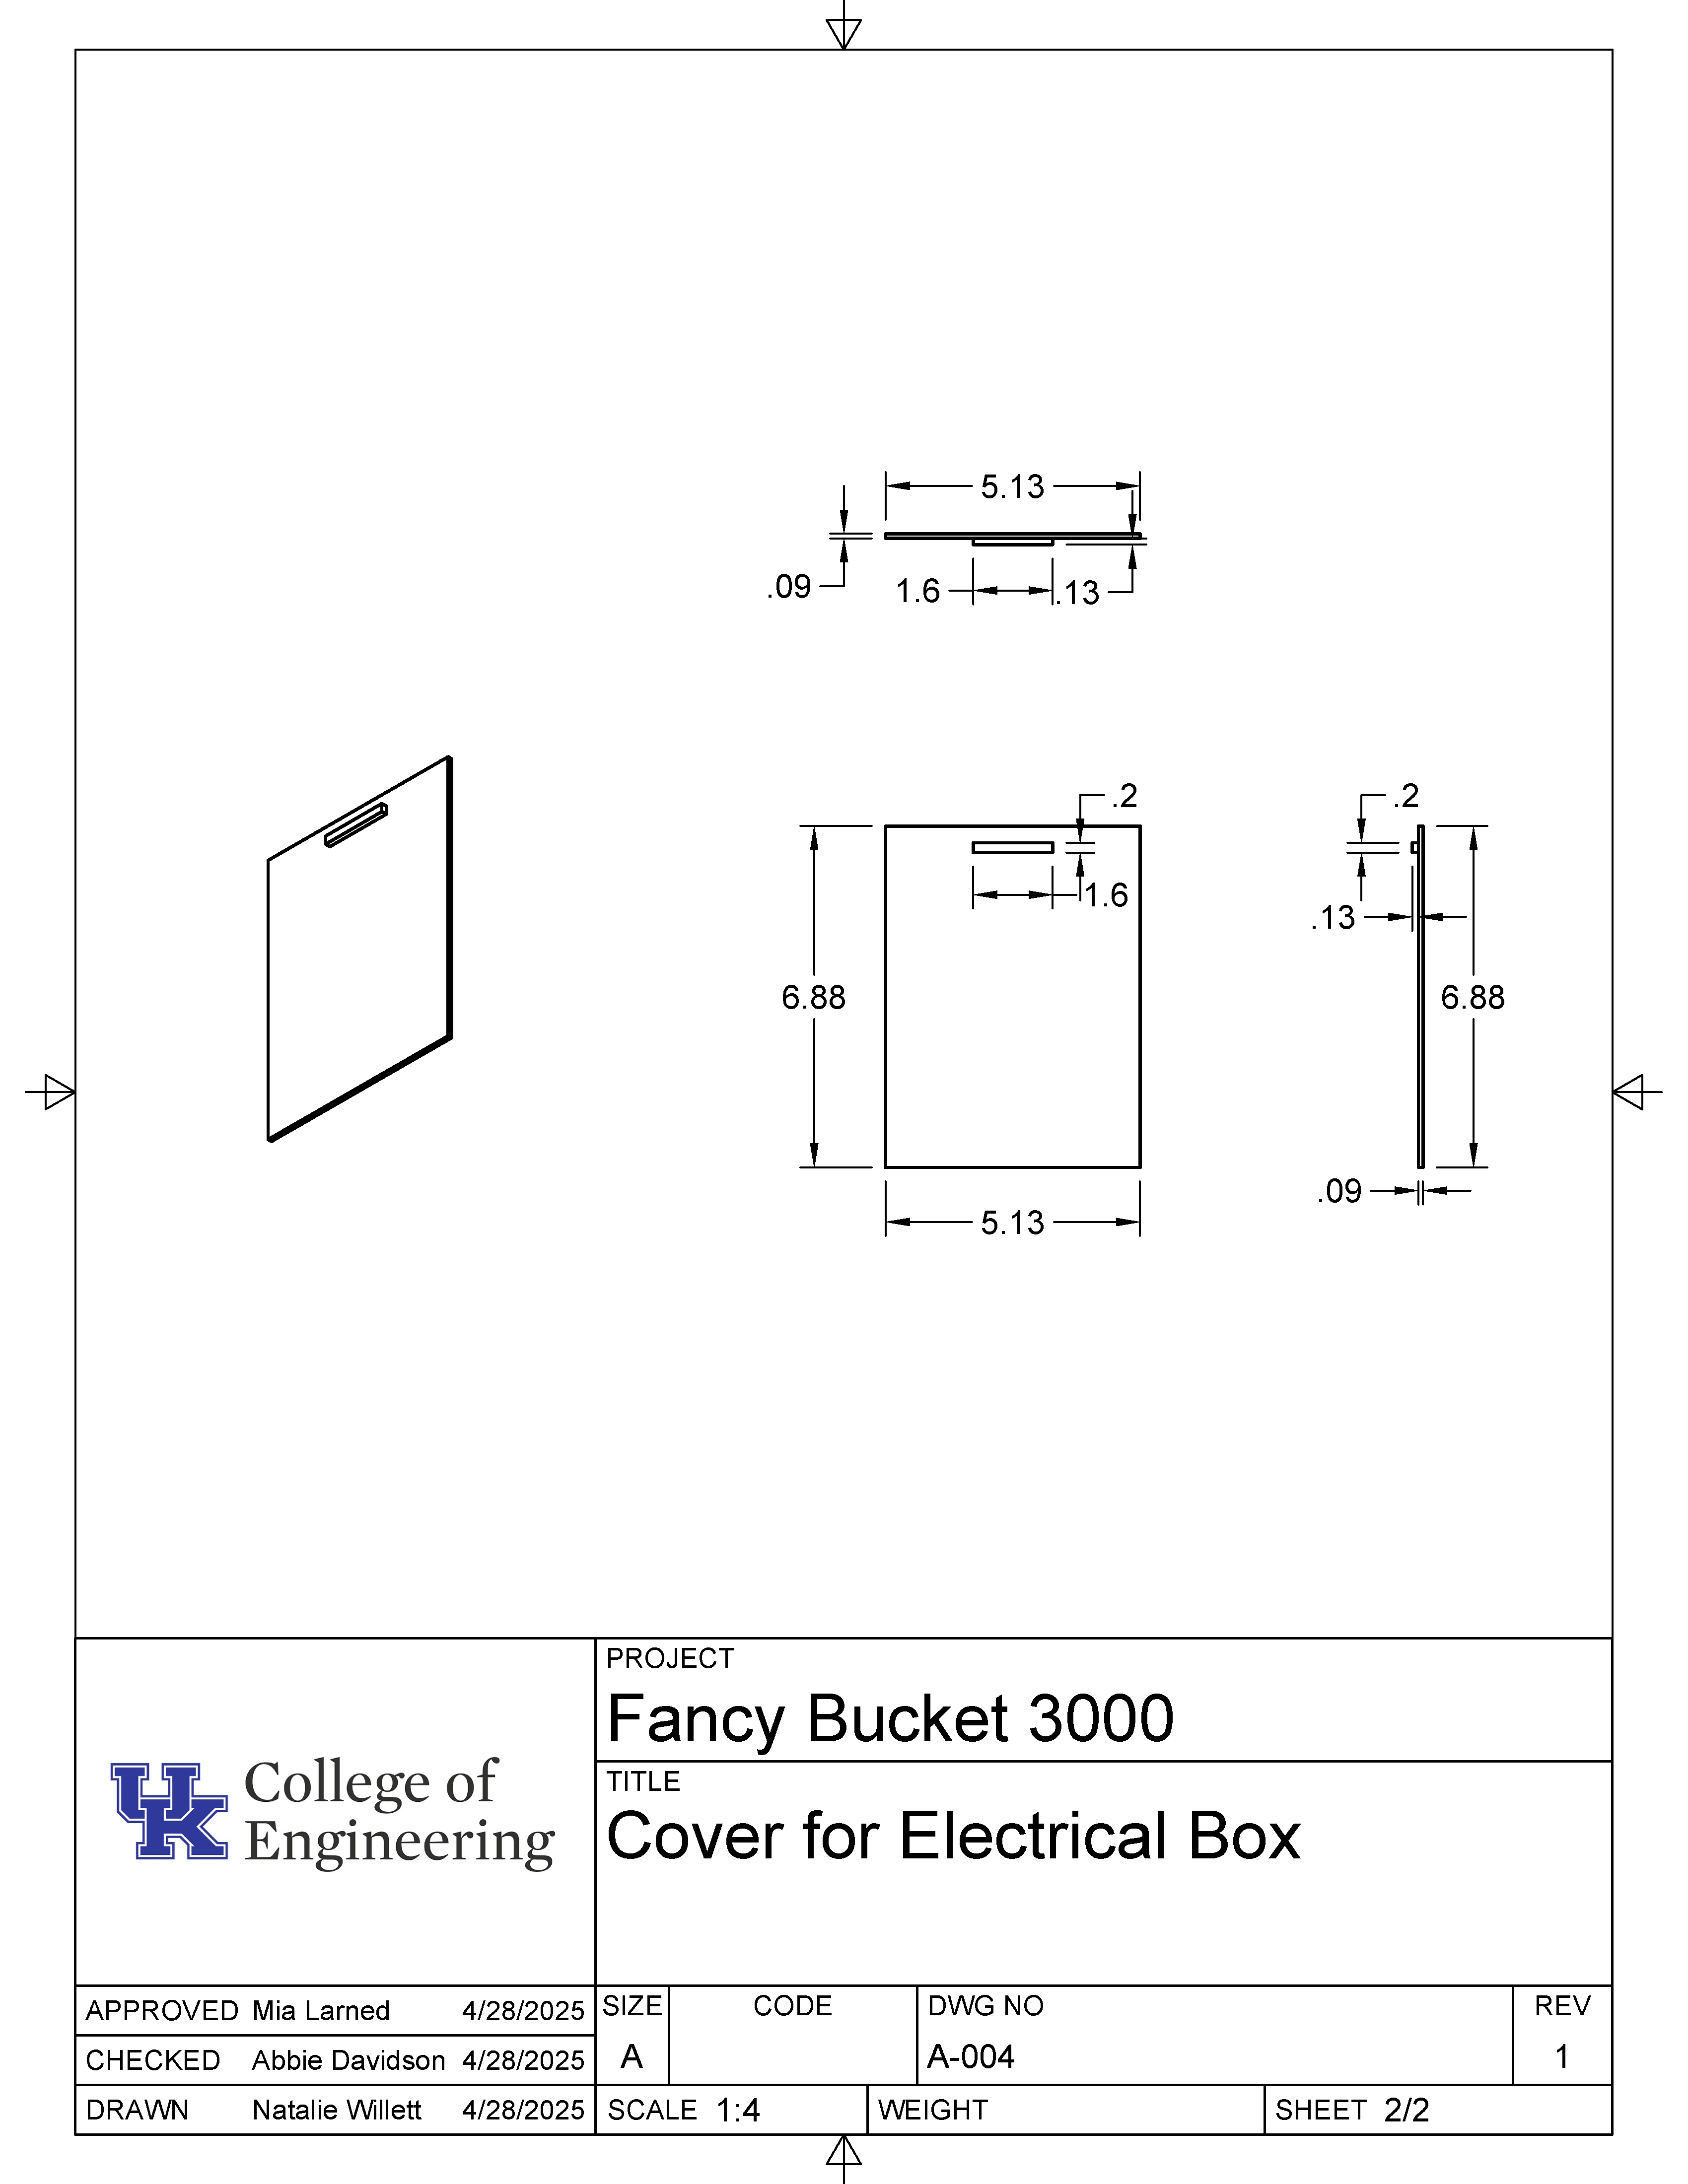 5.13
.09
1.6
.13
.2
1.6
6.88
5.13
.2
.13
6.88
.09
PROJECT
Fancy Bucket 3000
TITLE
Cover for Electrical Box
UK College of
Engineering
APPROVED Mia Larned 4/28/2025
CHECKED Abbie Davidson 4/28/2025
DRAWN Natalie Willett 4/28/2025
SIZE
A
CODE
DWG NO
A-004
REV
1
SCALE 1:4
WEIGHT
SHEET 2/2